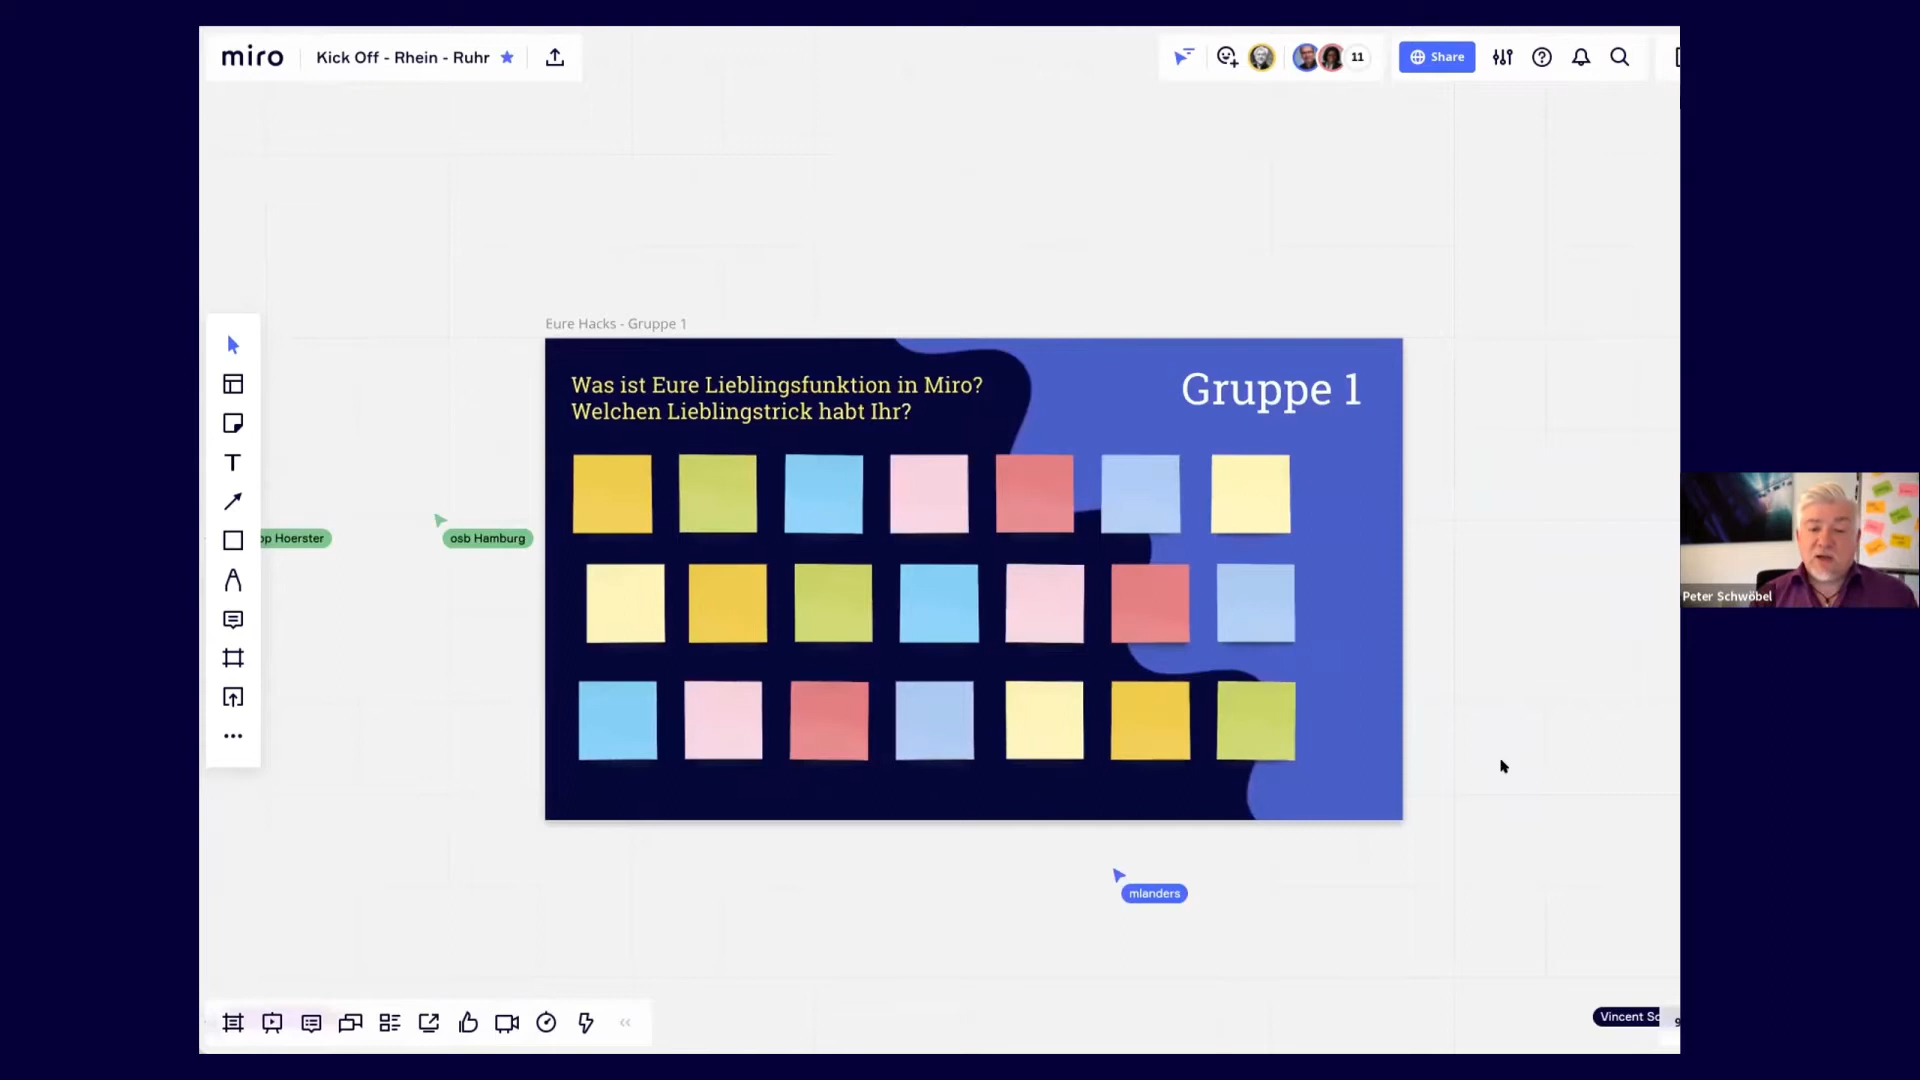 miro
Kick Off - Rhein - Ruhr
11
Share
Eure Hacks - Gruppe 1
Was ist Eure Lieblingsfunktion in Miro?
Welchen Lieblingstrick habt Ihr?
Gruppe 1
op Hoerster
osb Hamburg
Peter Schwöbel
mlanders
Vincent Sc